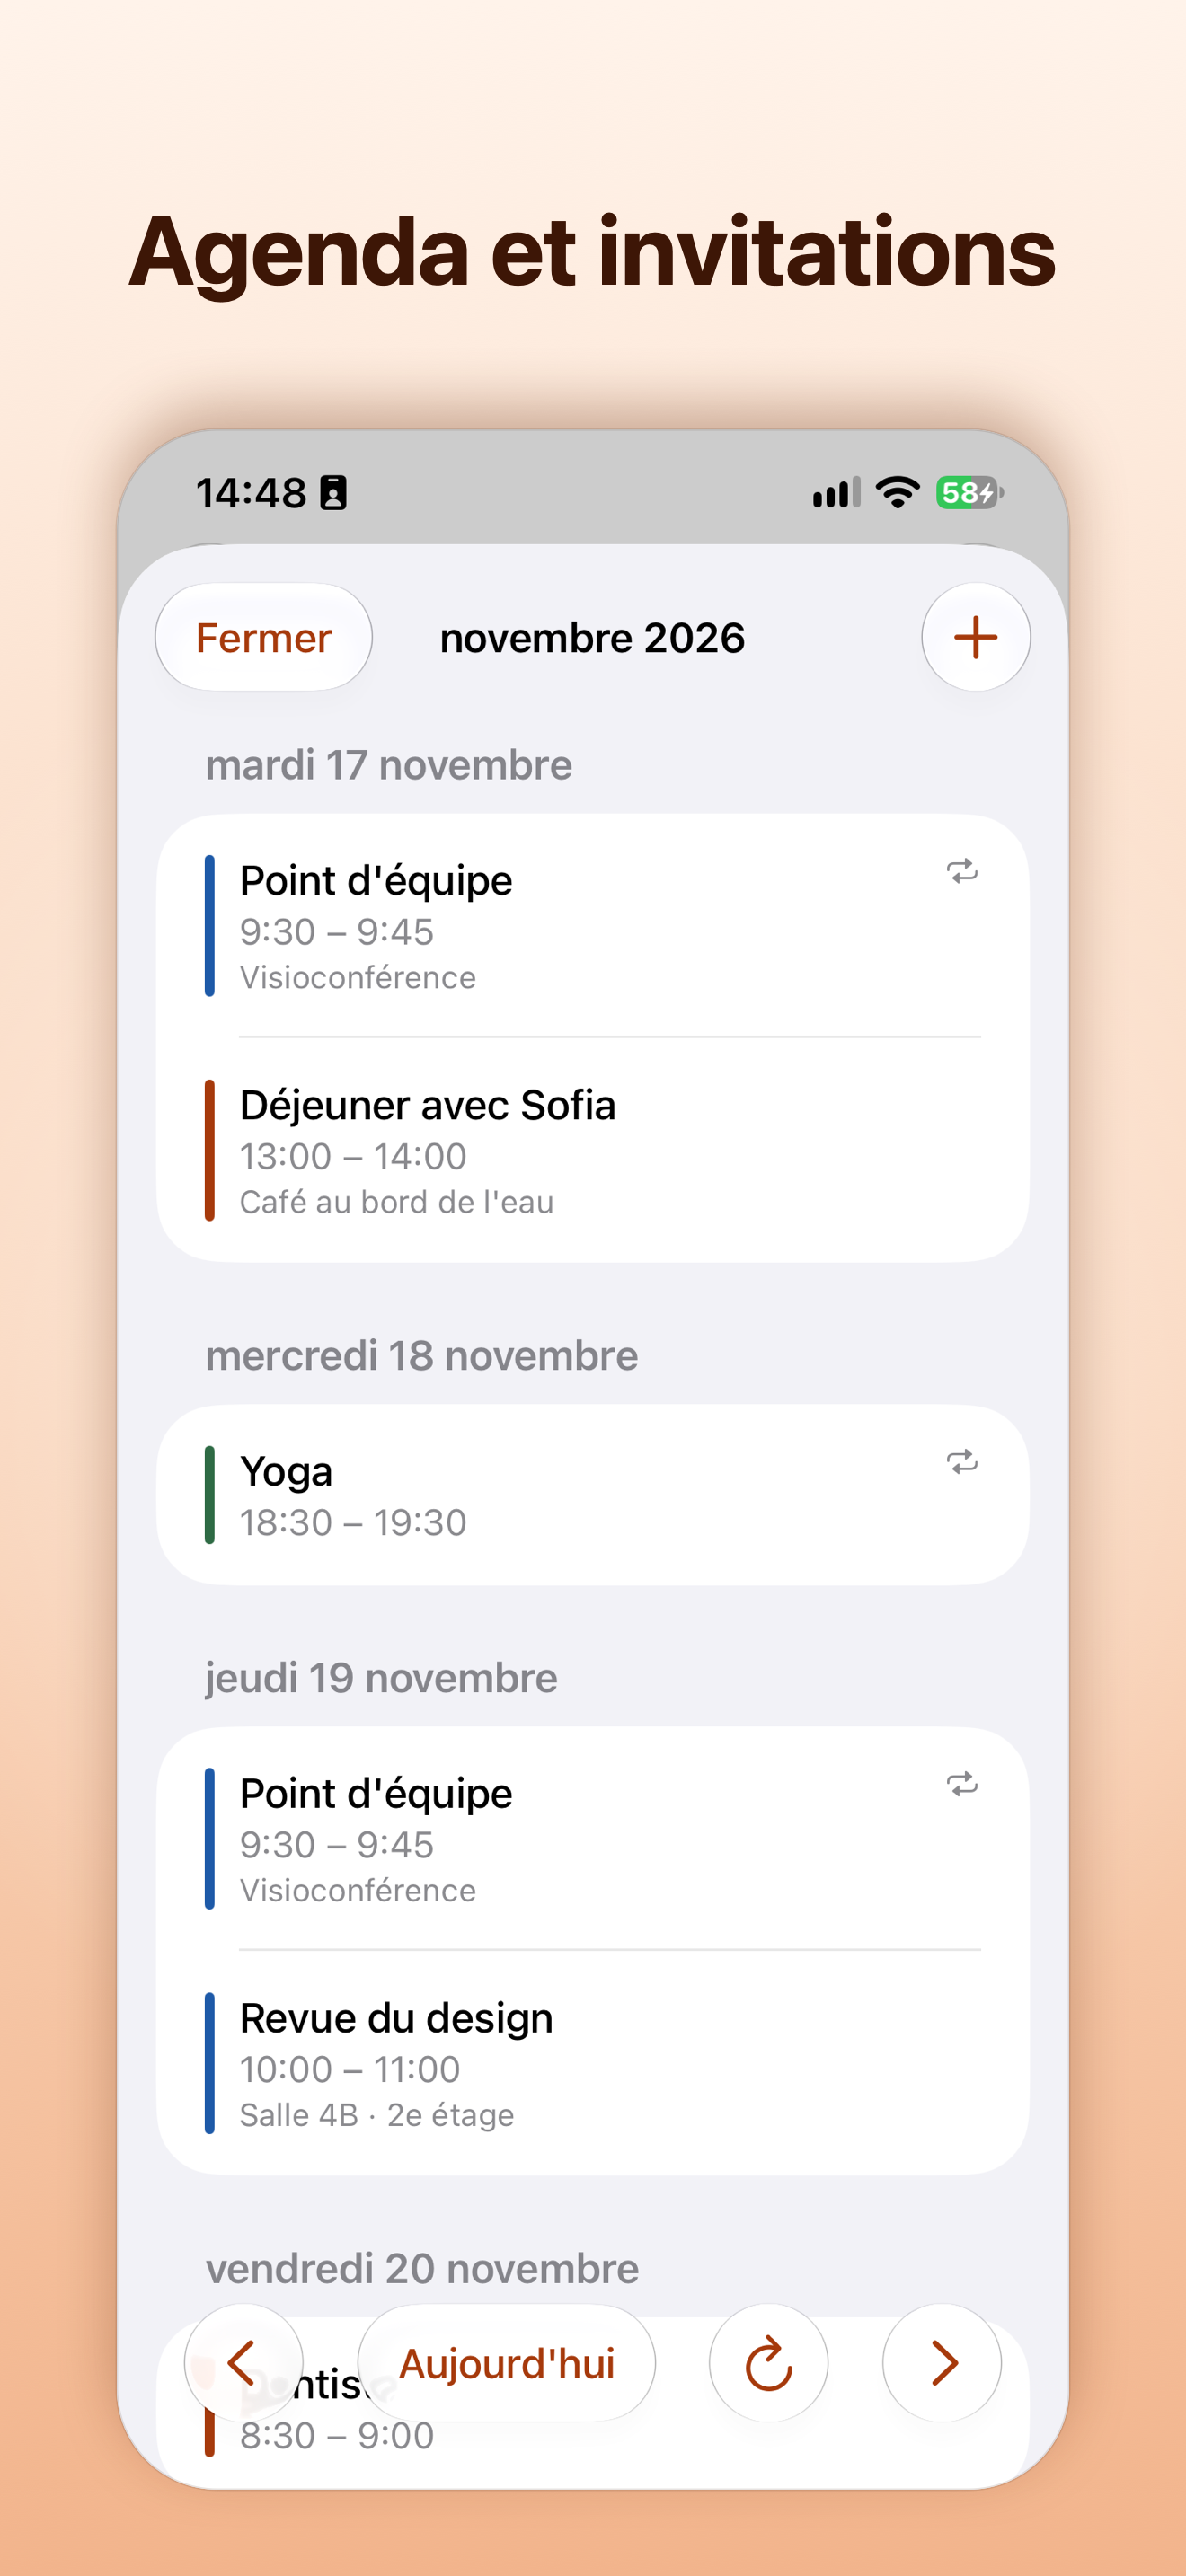 Agenda et invitations
14:48
58
Fermer
novembre 2026
mardi 17 novembre
Point d'équipe
9:30 – 9:45
Visioconférence
Déjeuner avec Sofia
13:00 – 14:00
Café au bord de l'eau
mercredi 18 novembre
Yoga
18:30 – 19:30
jeudi 19 novembre
Point d'équipe
9:30 – 9:45
Visioconférence
Revue du design
10:00 – 11:00
Salle 4B · 2e étage
vendredi 20 novembre
Aujourd'hui
8:30 – 9:00